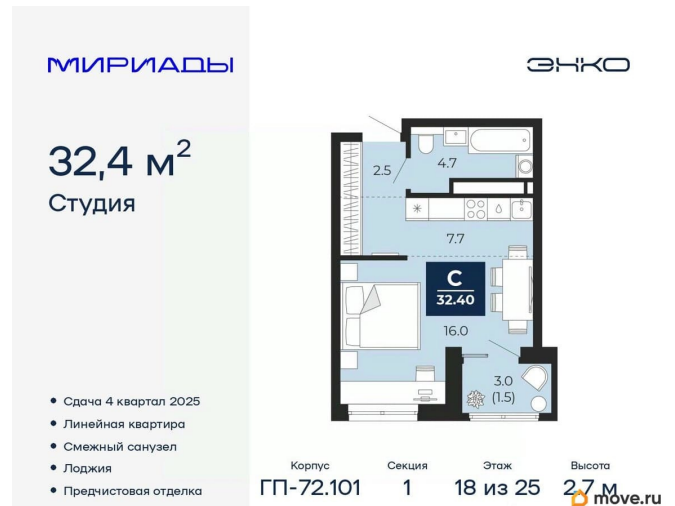 МИРИАДЫ
ЭНКО
32,4 м²
Студия
2.5
4.7
7.7
С
32.40
16.0
3.0
(1.5)
• Сдача 4 квартал 2025
• Линейная квартира
• Смежный санузел
• Лоджия
• Предчистовая отделка
Корпус
ГП-72.101
Секция
1
Этаж
18 из 25
Высота
2.7 м
move.ru